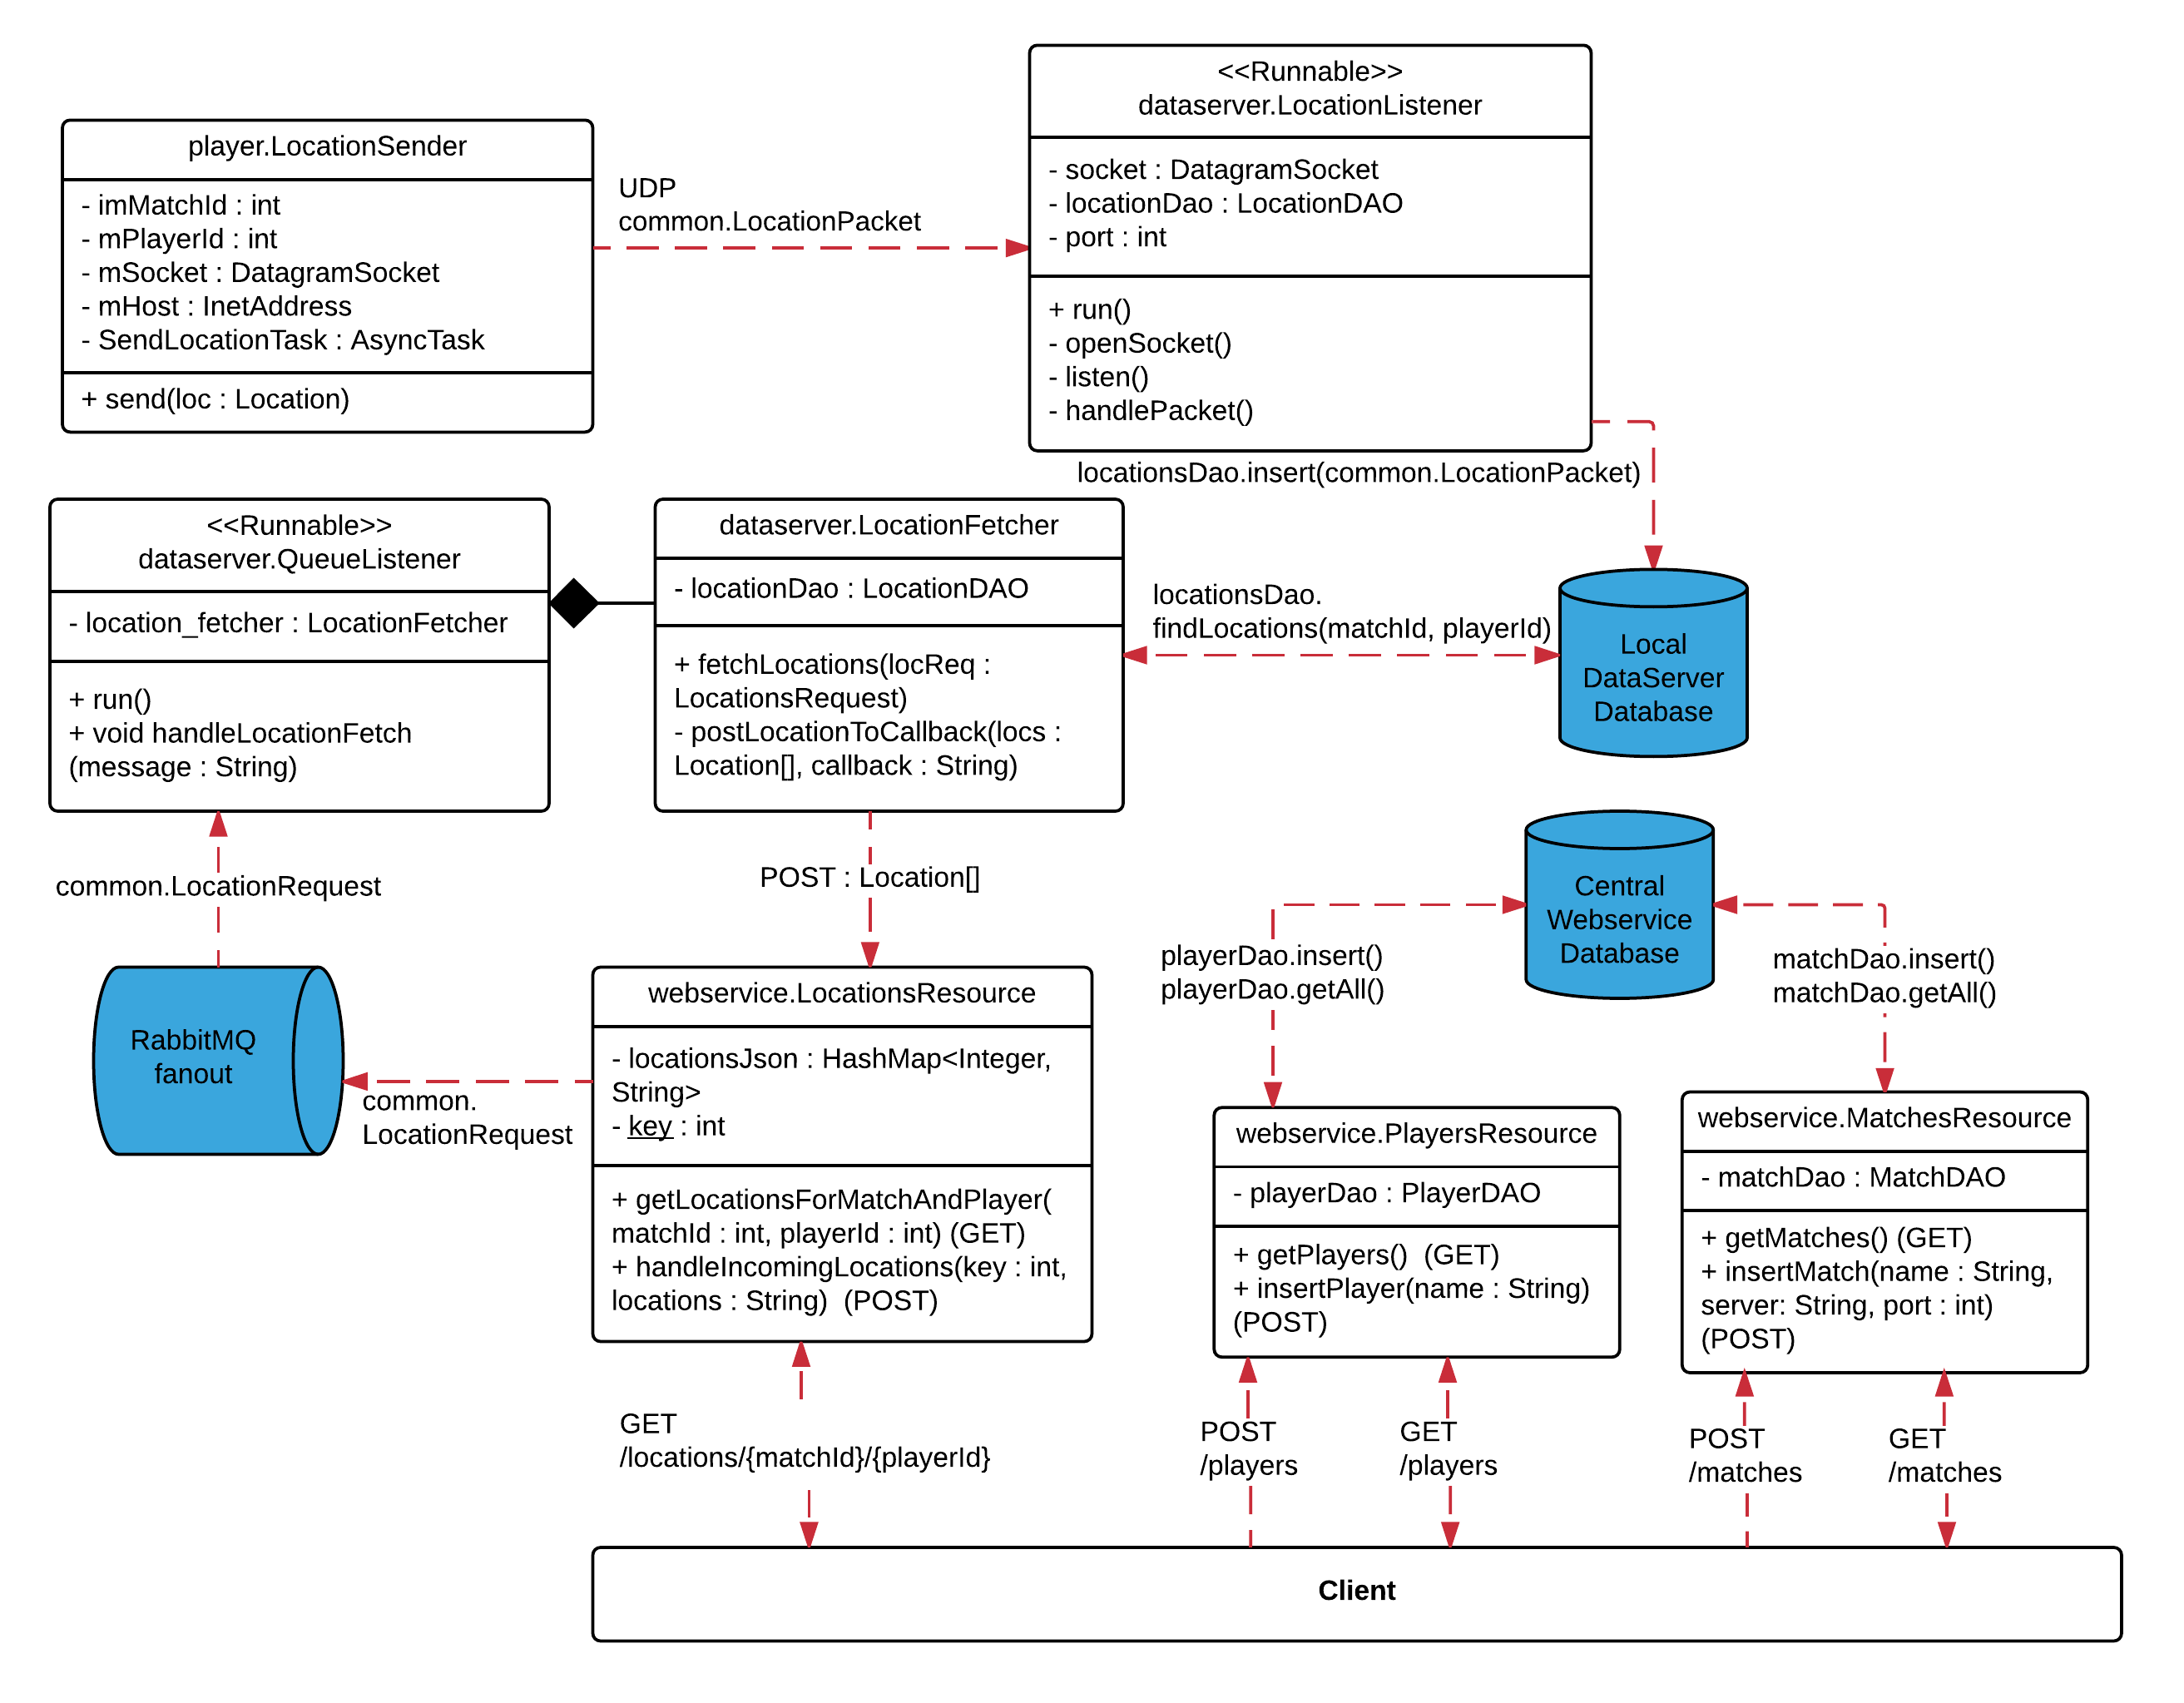 <<Runnable>>
dataserver.LocationListener
- socket : DatagramSocket
- locationDao : LocationDAO
- port : int
+ run()
- openSocket()
- listen()
- handlePacket()
player.LocationSender
- imMatchId : int
- mPlayerId : int
- mSocket : DatagramSocket
- mHost : InetAddress
- SendLocationTask : AsyncTask
+ send(loc : Location)
UDP
common.LocationPacket
locationsDao.insert(common.LocationPacket)
<<Runnable>>
dataserver.QueueListener
- location_fetcher : LocationFetcher
+ run()
+ void handleLocationFetch
(message : String)
dataserver.LocationFetcher
- locationDao : LocationDAO
+ fetchLocations(locReq :
LocationsRequest)
- postLocationToCallback(locs :
Location[], callback : String)
locationsDao.
findLocations(matchId, playerId)
Local
DataServer
Database
common.LocationRequest
POST : Location[]
Central
Webservice
Database
playerDao.insert()
playerDao.getAll()
matchDao.insert()
matchDao.getAll()
RabbitMQ
fanout
common.
LocationRequest
webservice.LocationsResource
- locationsJson : HashMap<Integer,
String>
- key : int
+ getLocationsForMatchAndPlayer(
matchId : int, playerId : int) (GET)
+ handleIncomingLocations(key : int,
locations : String)  (POST)
webservice.PlayersResource
- playerDao : PlayerDAO
+ getPlayers()  (GET)
+ insertPlayer(name : String)
(POST)
webservice.MatchesResource
- matchDao : MatchDAO
+ getMatches() (GET)
+ insertMatch(name : String,
server: String, port : int)
(POST)
GET
/locations/{matchId}/{playerId}
POST
/players
GET
/players
POST
/matches
GET
/matches
Client